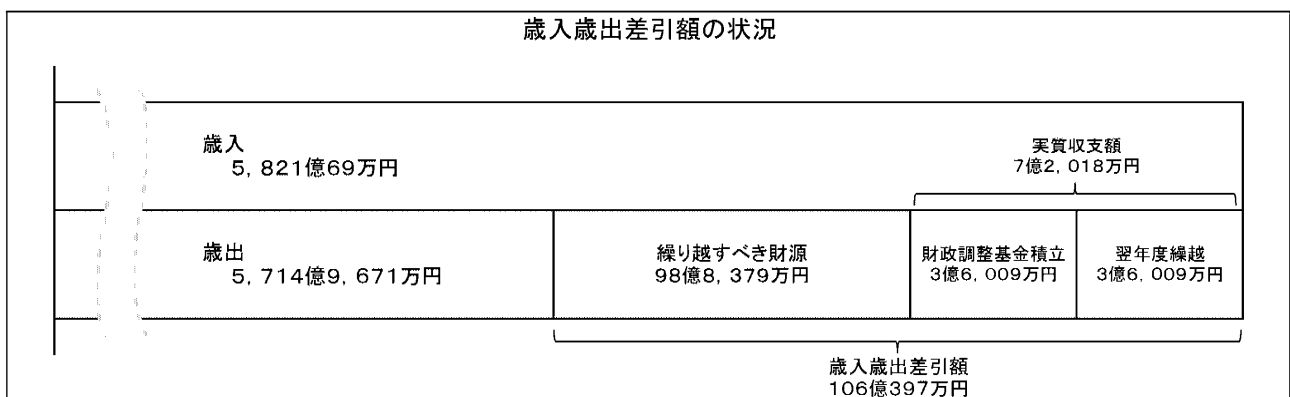 歳入歳出差引額の状況
歳入
5,821億69万円
実質収支額
7億2,018万円
歳出
5,714億9,671万円
繰り越すべき財源
98億8,379万円
財政調整基金積立
3億6,009万円
翌年度繰越
3億6,009万円
歳入歳出差引額
106億397万円